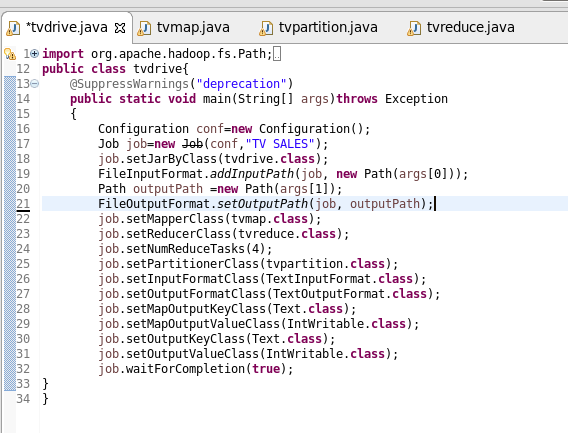 *tvdrive.java tvmap.java tvpartition.java tvreduce.java
1 import org.apache.hadoop.fs.Path;
12 public class tvdrive{
13 @SuppressWarnings("deprecation")
14 public static void main(String[] args)throws Exception
15 {
16 Configuration conf=new Configuration();
17 Job job=new Job(conf,"TV SALES");
18 job.setJarByClass(tvdrive.class);
19 FileInputFormat.addInputPath(job, new Path(args[0]));
20 Path outputPath =new Path(args[1]);
21 FileOutputFormat.setOutputPath(job, outputPath);
22 job.setMapperClass(tvmap.class);
23 job.setReducerClass(tvreduce.class);
24 job.setNumReduceTasks(4);
25 job.setPartitionerClass(tvpartition.class);
26 job.setInputFormatClass(TextInputFormat.class);
27 job.setOutputFormatClass(TextOutputFormat.class);
28 job.setMapOutputKeyClass(Text.class);
29 job.setMapOutputValueClass(IntWritable.class);
30 job.setOutputKeyClass(Text.class);
31 job.setOutputValueClass(IntWritable.class);
32 job.waitForCompletion(true);
33 }
34 }